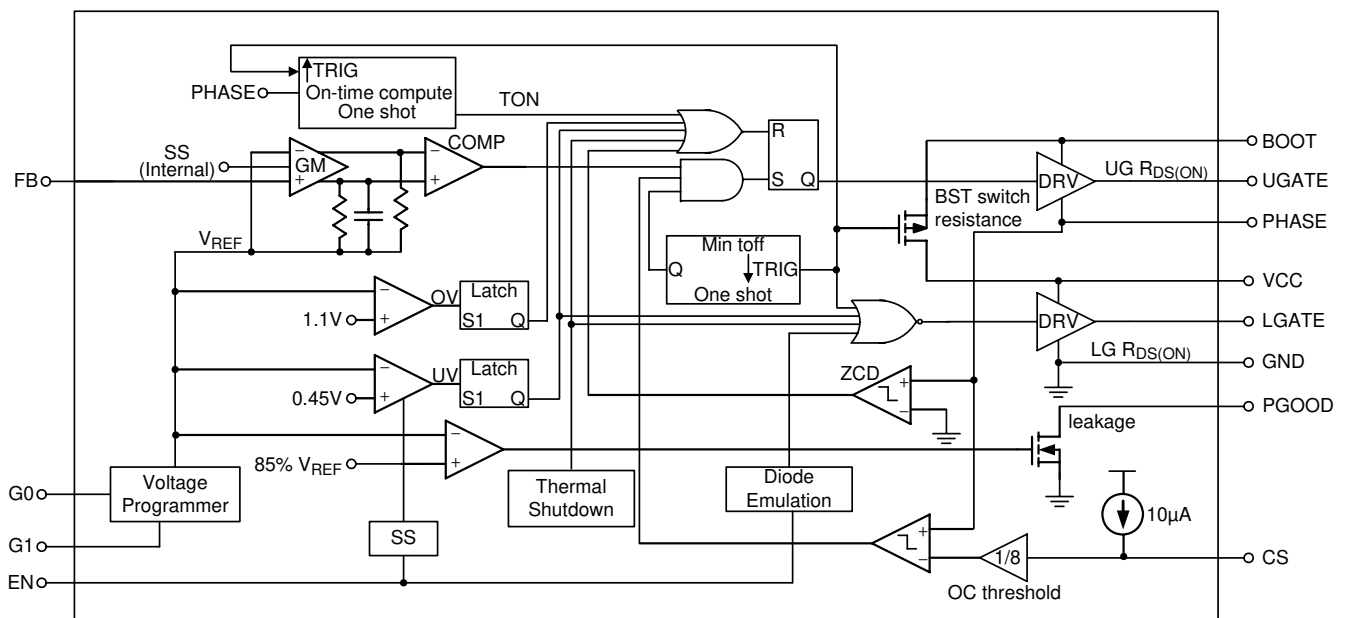 TRIG
On-time compute
One shot
PHASE
TON
COMP
R
S
Q
SS
(Internal)
GM
FB
VREF
BOOT
DRV
UG RDS(ON)
UGATE
BST switch
resistance
PHASE
Min toff
Q
TRIG
One shot
VCC
OV
Latch
S1
Q
1.1V
DRV
LGATE
LG RDS(ON)
GND
UV
Latch
S1
Q
0.45V
ZCD
PGOOD
leakage
85% VREF
Voltage
Programmer
G0
G1
Thermal
Shutdown
Diode
Emulation
SS
EN
10µA
1/8
CS
OC threshold